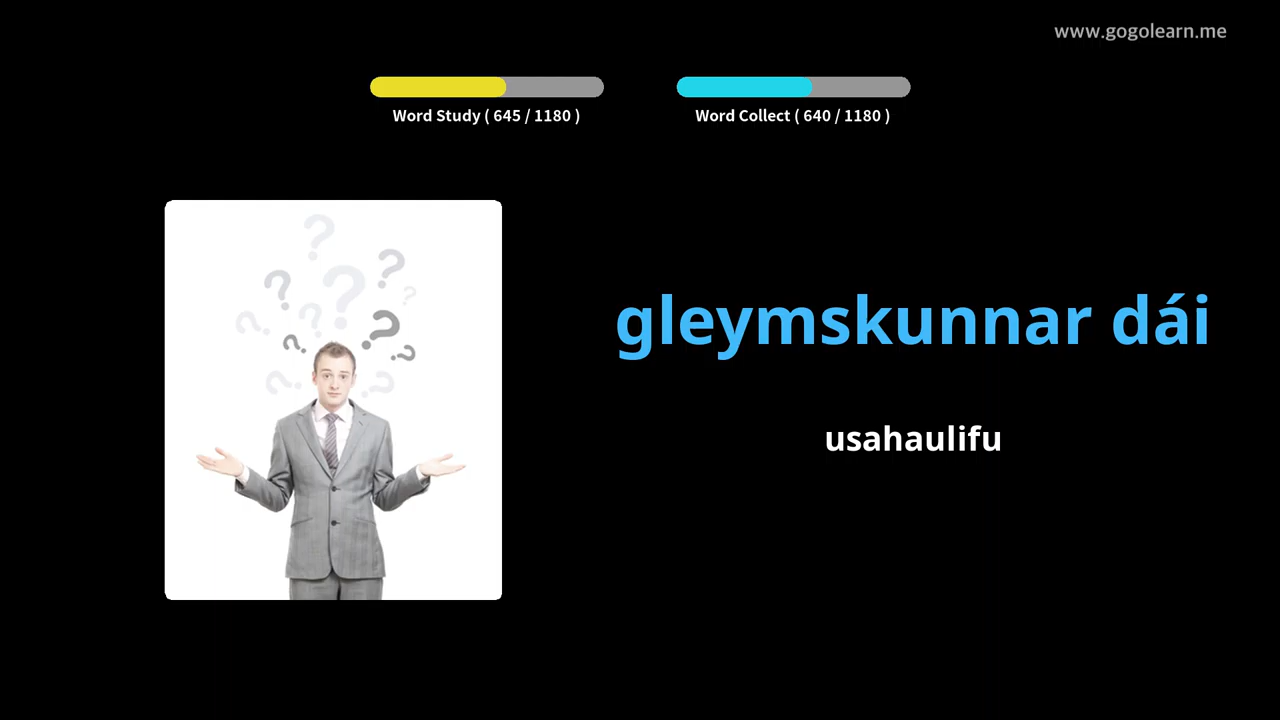 www.gogolearn.me
Word Study ( 645 / 1180 )
Word Collect ( 640 / 1180 )
gleymskunnar dái
usahaulifu